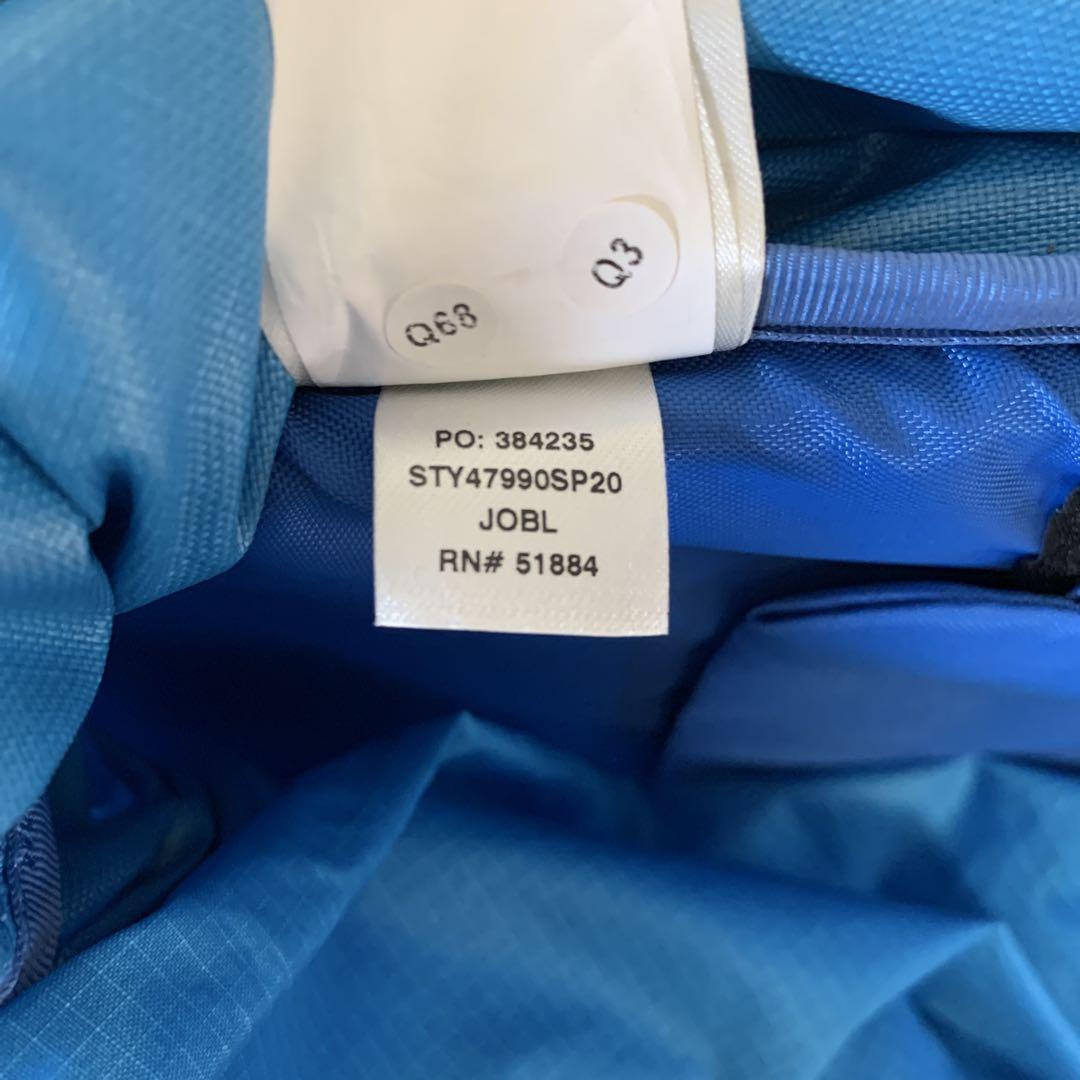 Q3
Q68
PO: 384235
STY47990SP20
JOBL
RN# 51884